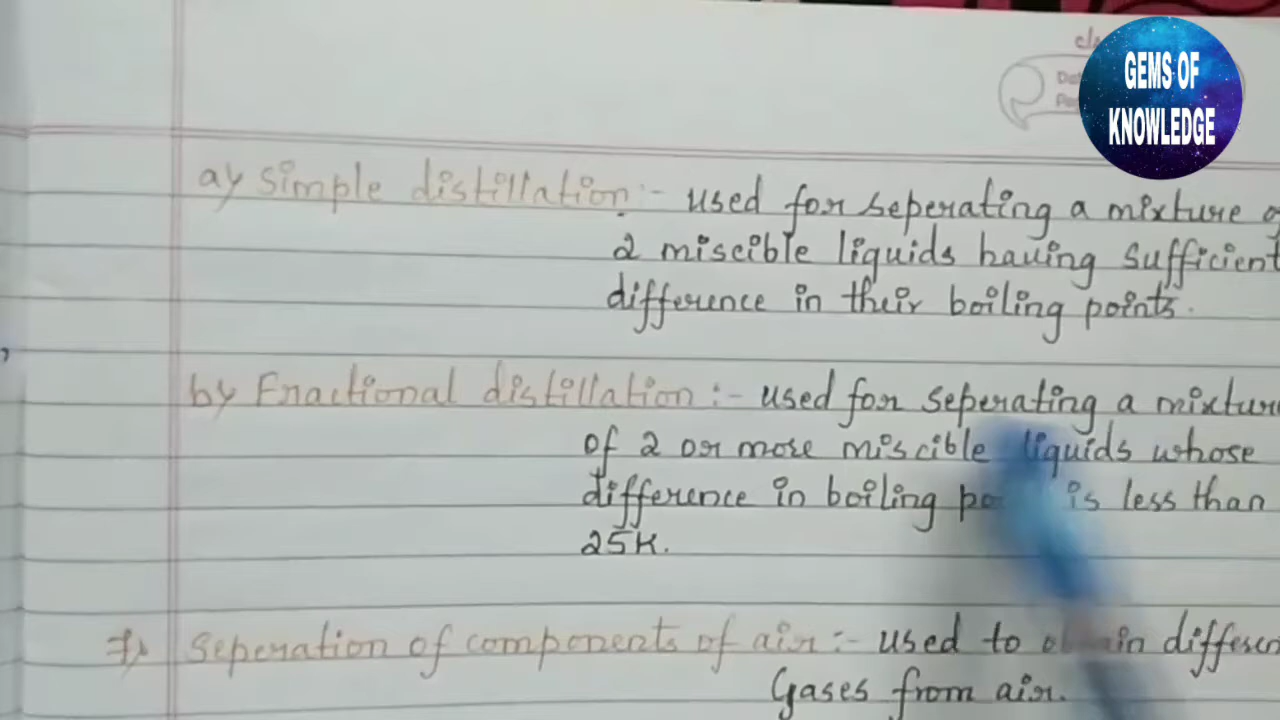 GEMS OF
KNOWLEDGE
a) Simple distillation :- used for seperating a mixture
2 miscible liquids having sufficient
difference in their boiling points.
b) Fractional distillation :- used for seperating a mixture
of 2 or more miscible liquids whose
difference in boiling is less than
25K.
7) Seperation of components of air :- used to
Gases from air.